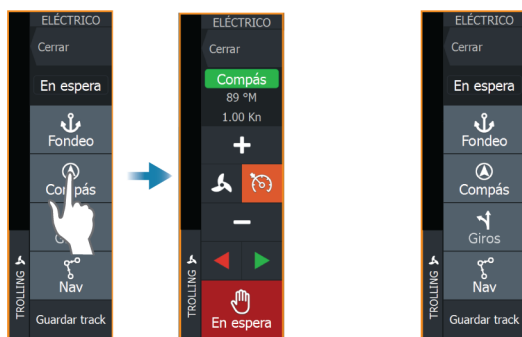 ELÉCTRICO
Cerrar
En espera
Fondeo
Compás
G
Nav
Guardar track
TROLLING
ELÉCTRICO
Cerrar
Compás
89 °M
1.00 Kn
En espera
TROLLING
ELÉCTRICO
Cerrar
En espera
Fondeo
Compás
Giros
Nav
Guardar track
TROLLING